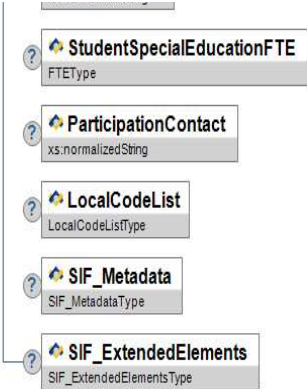 ?
StudentSpecialEducationFTE
FTEType
?
ParticipationContact
xs:normalizedString
?
LocalCodeList
LocalCodeListType
?
SIF_Metadata
SIF_MetadataType
?
SIF_ExtendedElements
SIF_ExtendedElementsType